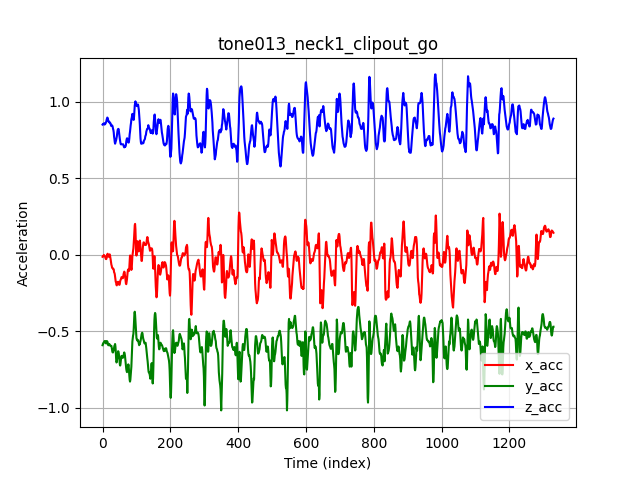 tone013_neck1_clipout_go
Acceleration
1.0
0.5
0.0
−0.5
−1.0
0 200 400 600 800 1000 1200
Time (index)
x_acc
y_acc
z_acc